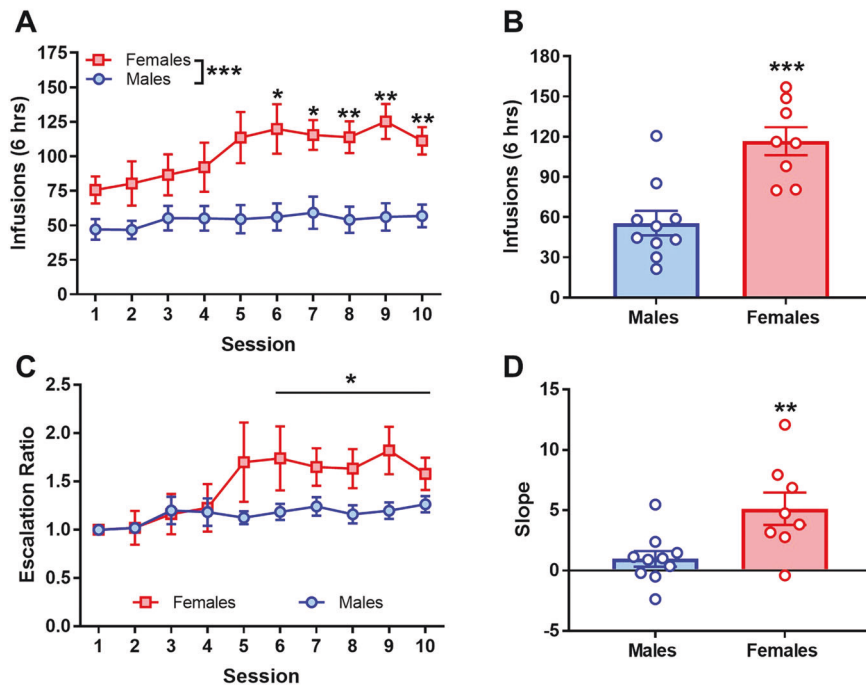 A
Females
Males
***
*
*
**
**
**
175
150
125
100
75
50
25
0
Infusions (6 hrs)
1 2 3 4 5 6 7 8 9 10
Session
B
***
180
150
120
90
60
30
0
Infusions (6 hrs)
Males Females
C
*
2.5
2.0
1.5
1.0
0.5
0.0
Escalation Ratio
Females Males
1 2 3 4 5 6 7 8 9 10
Session
D
**
15
10
5
0
-5
Slope
Males Females